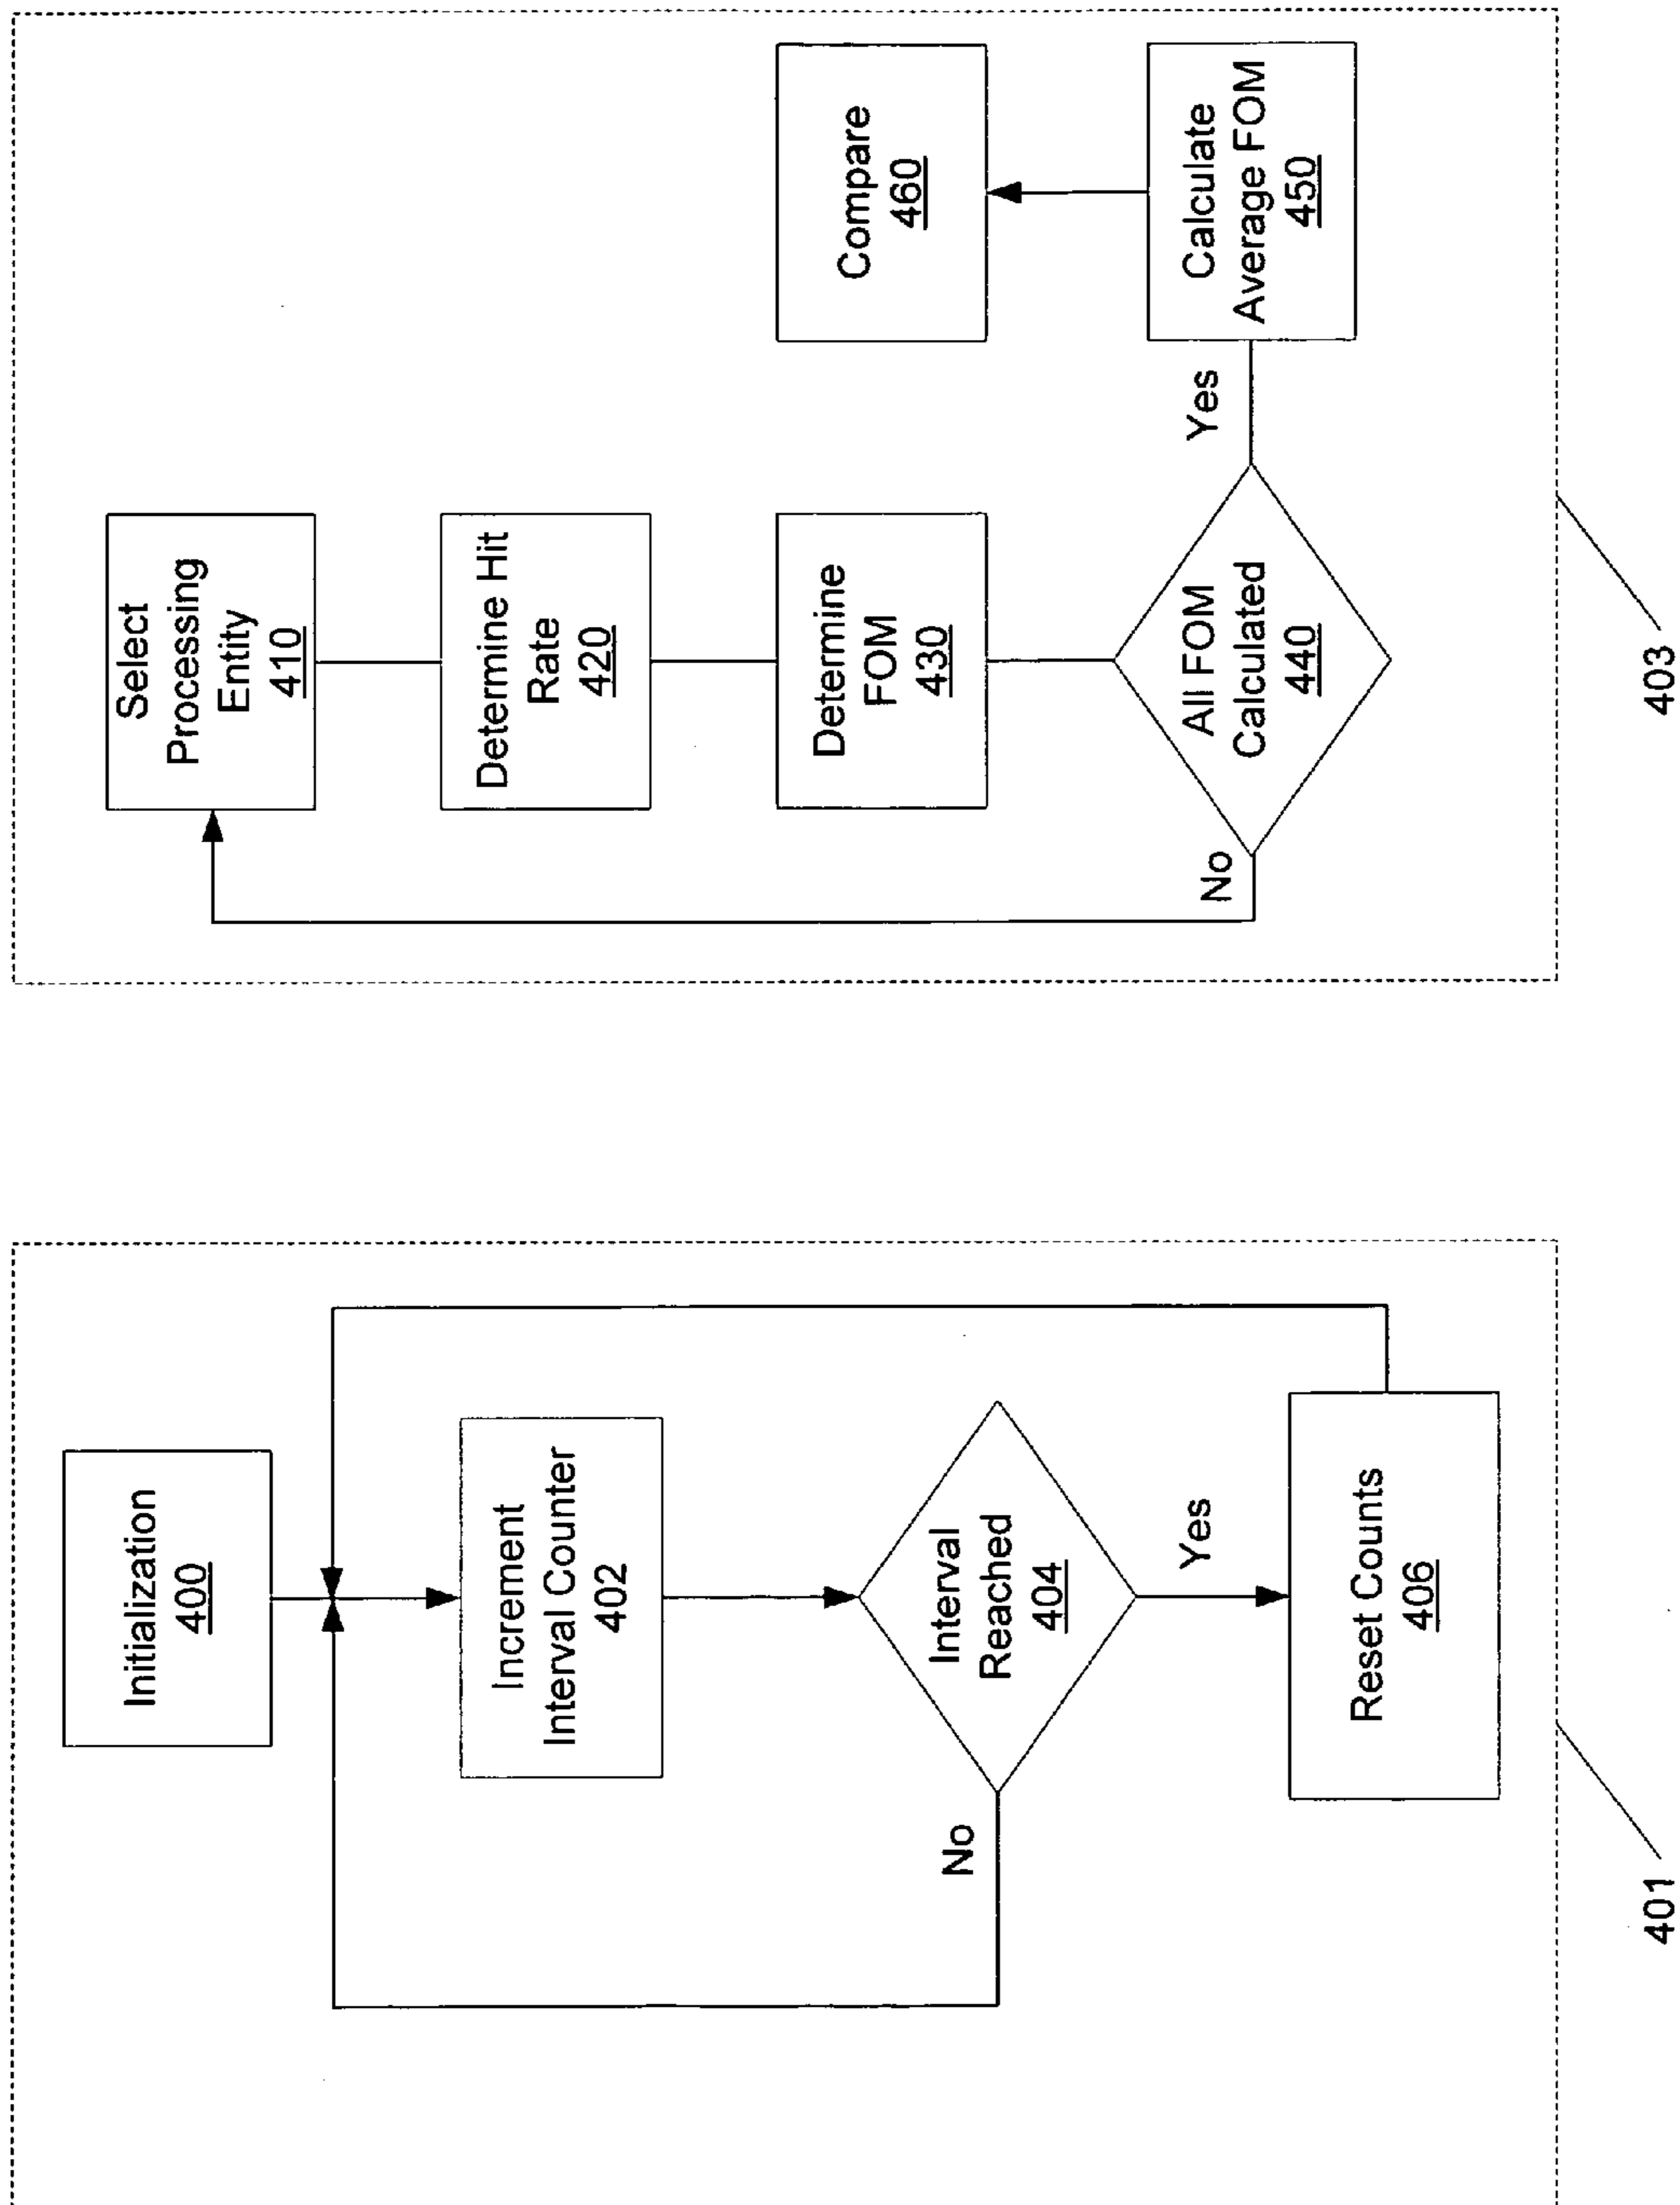 Initialization
400
Increment
Interval Counter
402
Interval
Reached
404
No
Yes
Reset Counts
406
401
Select
Processing
Entity
410
Determine Hit
Rate
420
Determine
FOM
430
All FOM
Calculated
440
No
Yes
Calculate
Average FOM
450
Compare
460
403